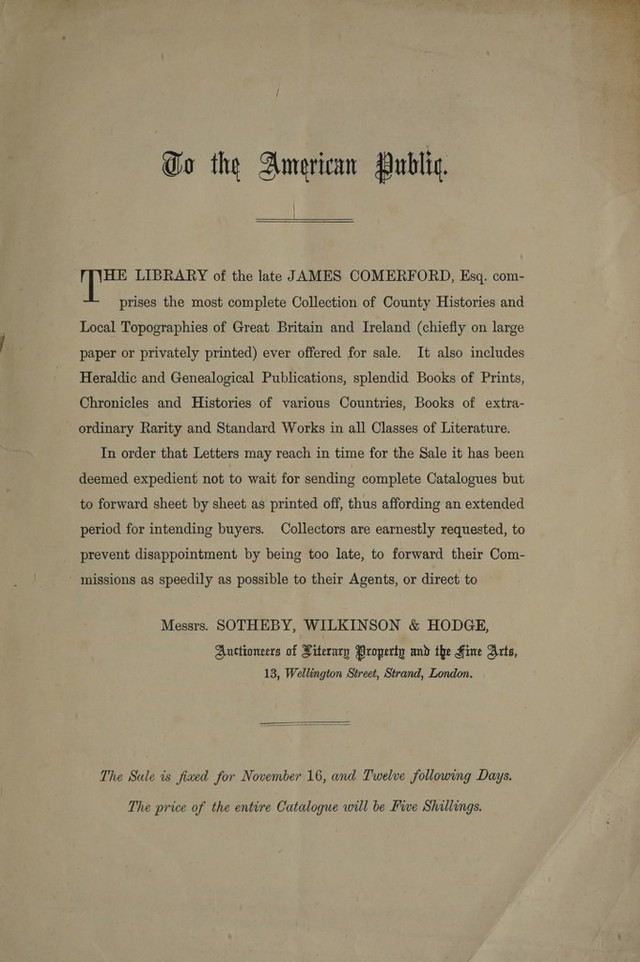 To the American Public.
THE LIBRARY of the late JAMES COMERFORD, Esq. com-
prises the most complete Collection of County Histories and
Local Topographies of Great Britain and Ireland (chiefly on large
paper or privately printed) ever offered for sale. It also includes
Heraldic and Genealogical Publications, splendid Books of Prints,
Chronicles and Histories of various Countries, Books of extra-
ordinary Rarity and Standard Works in all Classes of Literature.
In order that Letters may reach in time for the Sale it has been
deemed expedient not to wait for sending complete Catalogues but
to forward sheet by sheet as printed off, thus affording an extended
period for intending buyers. Collectors are earnestly requested, to
prevent disappointment by being too late, to forward their Com-
missions as speedily as possible to their Agents, or direct to
Messrs. SOTHEBY, WILKINSON & HODGE,
Auctioneers of Literary Property and the Fine Arts,
13, Wellington Street, Strand, London.
The Sale is fixed for November 16, and Twelve following Days.
The price of the entire Catalogue will be Five Shillings.